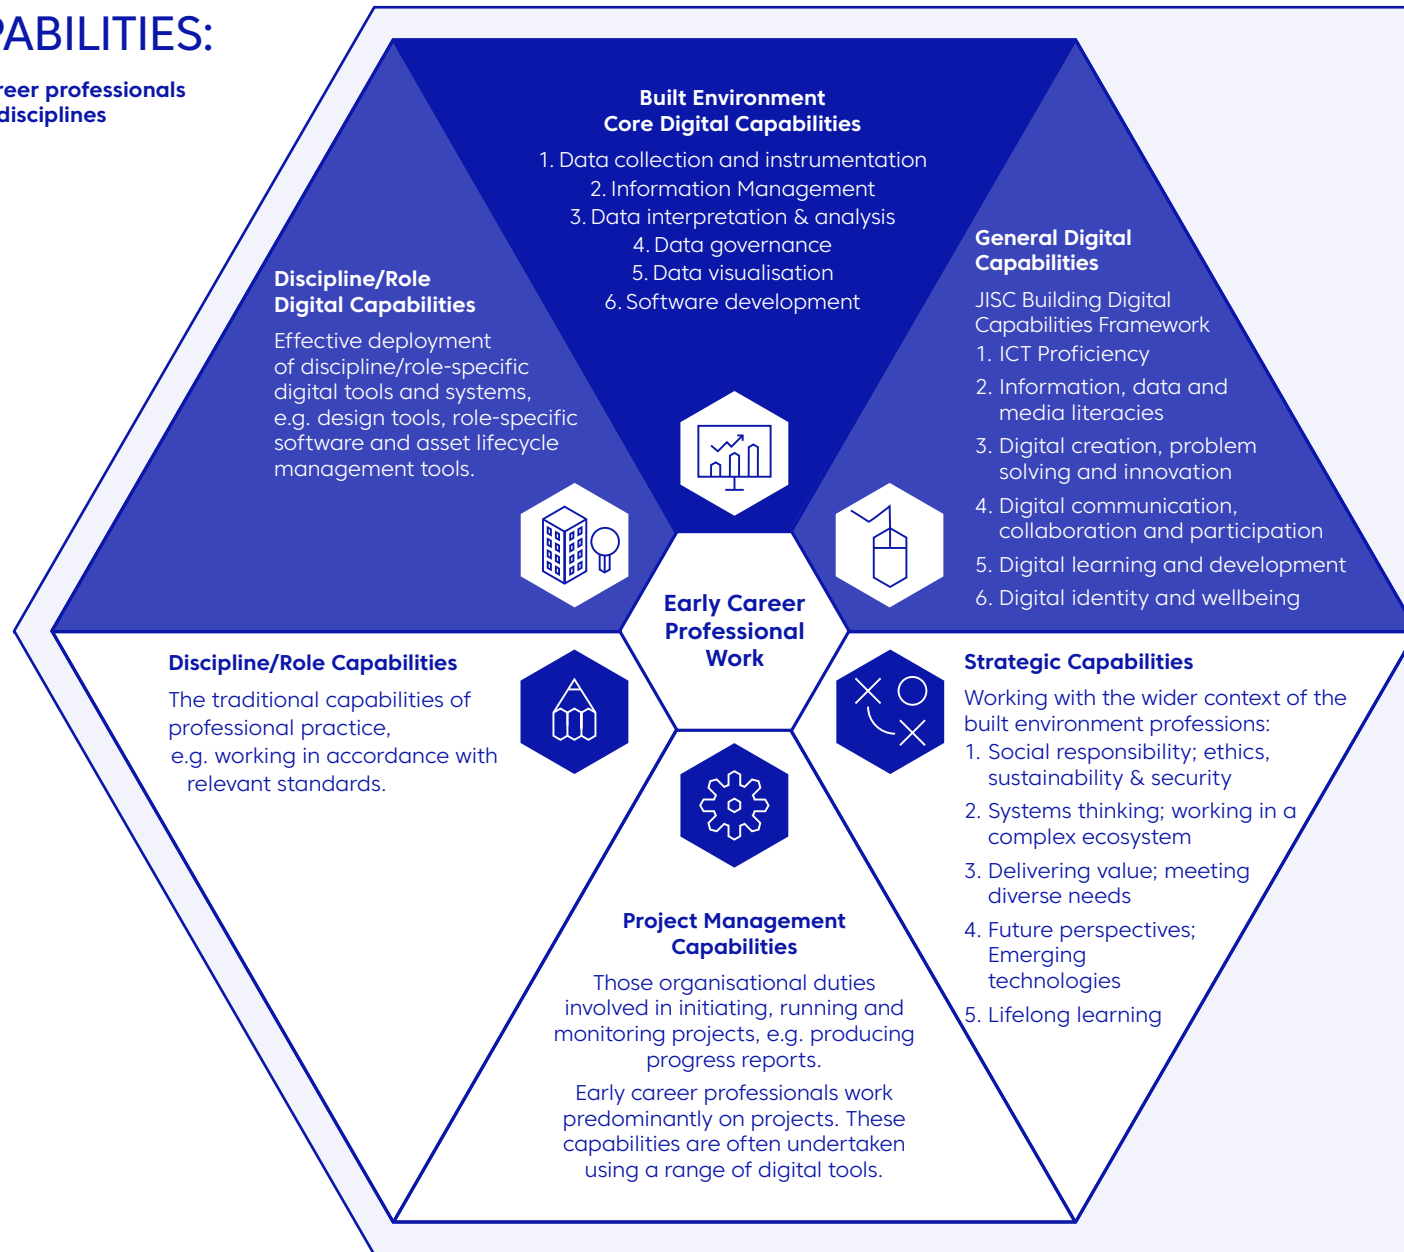 PABILITIES:
reer professionals
disciplines
Built Environment
Core Digital Capabilities
1. Data collection and instrumentation
2. Information Management
3. Data interpretation & analysis
4. Data governance
5. Data visualisation
6. Software development
Discipline/Role
Digital Capabilities
Effective deployment
of discipline/role-specific
digital tools and systems,
e.g. design tools, role-specific
software and asset lifecycle
management tools.
General Digital
Capabilities
JISC Building Digital
Capabilities Framework
1. ICT Proficiency
2. Information, data and
media literacies
3. Digital creation, problem
solving and innovation
4. Digital communication,
collaboration and participation
5. Digital learning and development
6. Digital identity and wellbeing
Early Career
Professional
Work
Discipline/Role Capabilities
The traditional capabilities of
professional practice,
e.g. working in accordance with
relevant standards.
Strategic Capabilities
Working with the wider context of the
built environment professions:
1. Social responsibility; ethics,
sustainability & security
2. Systems thinking; working in a
complex ecosystem
3. Delivering value; meeting
diverse needs
4. Future perspectives;
Emerging
technologies
5. Lifelong learning
Project Management
Capabilities
Those organisational duties
involved in initiating, running and
monitoring projects, e.g. producing
progress reports.
Early career professionals work
predominantly on projects. These
capabilities are often undertaken
using a range of digital tools.